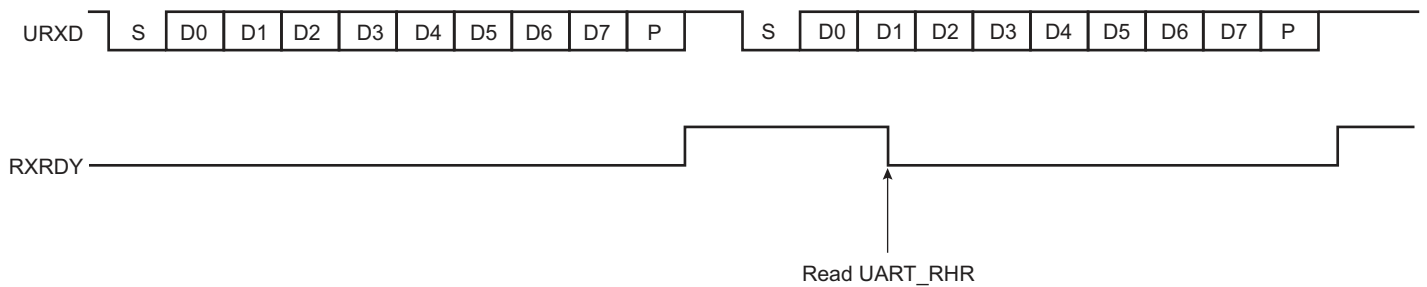 URXD S D0 D1 D2 D3 D4 D5 D6 D7 P S D0 D1 D2 D3 D4 D5 D6 D7 P
RXRDY
Read UART_RHR